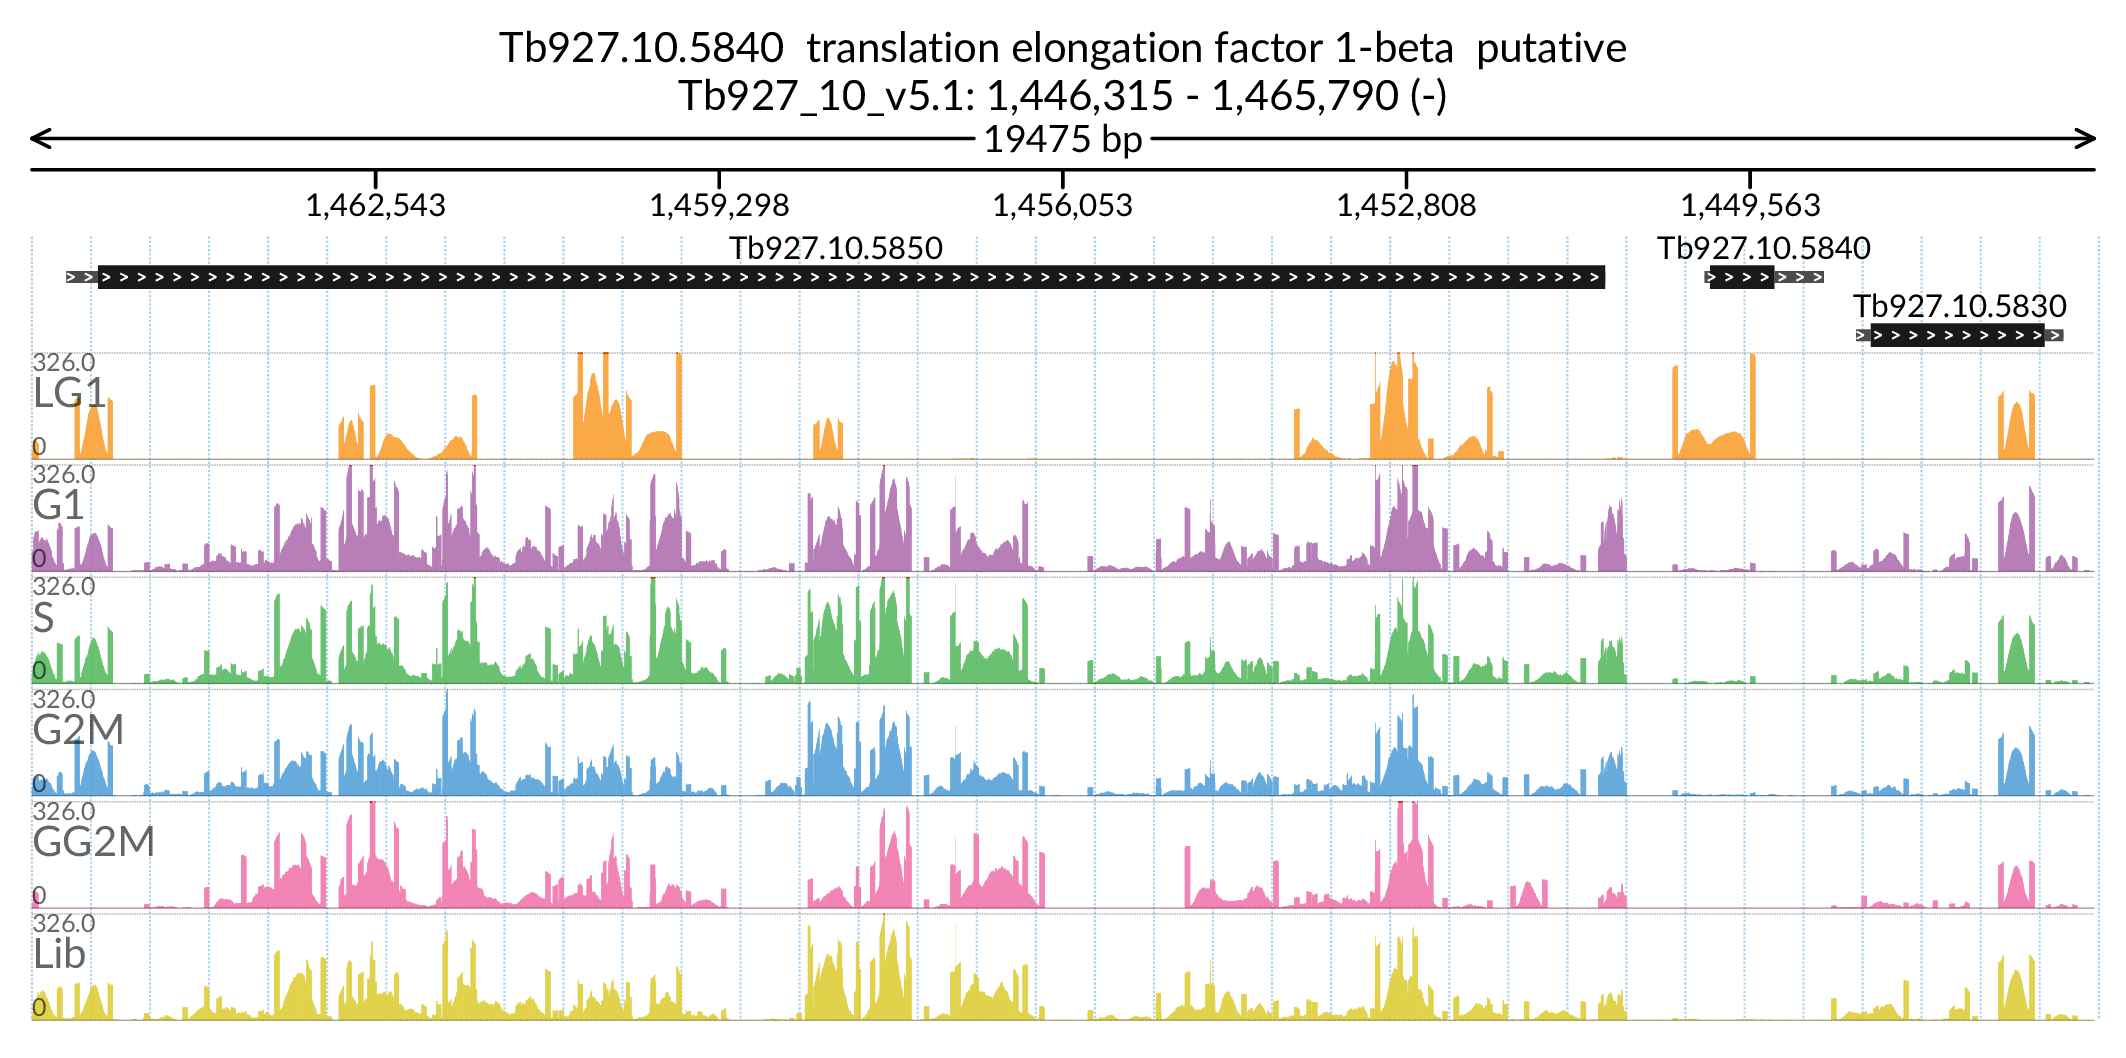 Tb927.10.5840  translation elongation factor 1-beta  putative
Tb927_10_v5.1: 1,446,315 - 1,465,790 (-)
19475 bp
1,462,543 1,459,298 1,456,053 1,452,808 1,449,563
Tb927.10.5850 Tb927.10.5840
Tb927.10.5830
326.0
LG1
0
326.0
G1
0
326.0
S
0
326.0
G2M
0
326.0
GG2M
0
326.0
Lib
0